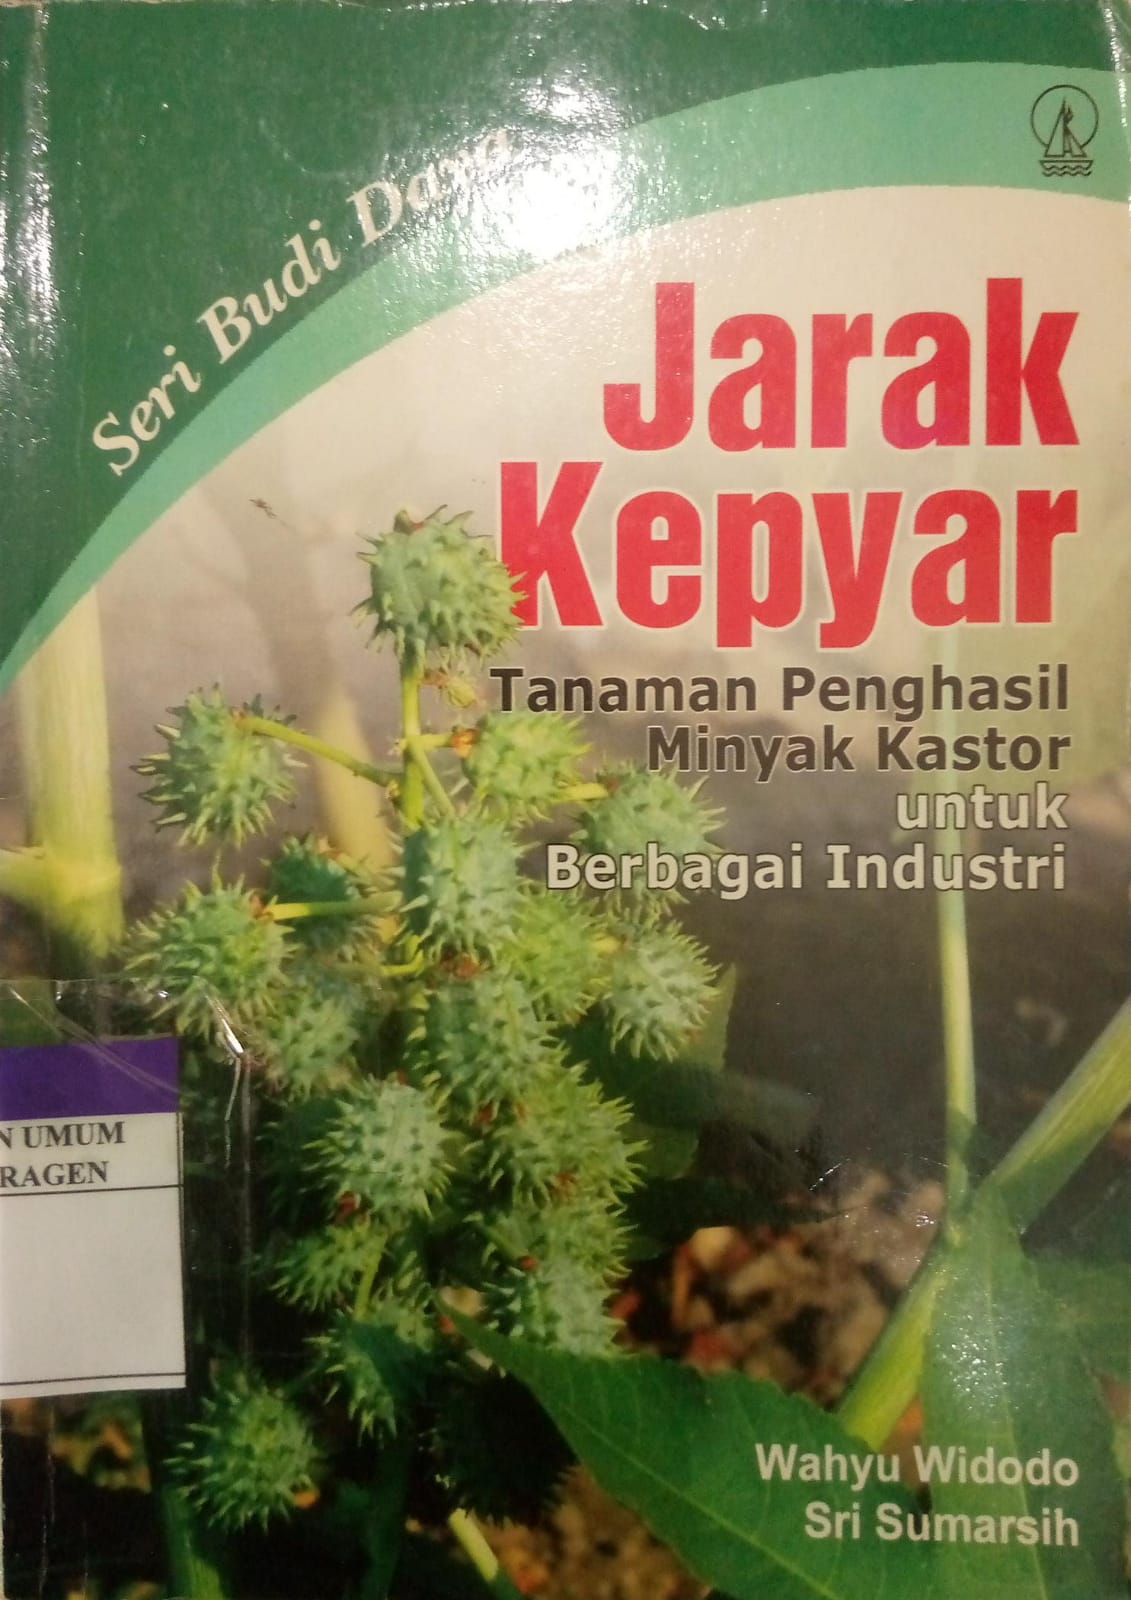 Seri Budi Daya
Jarak
Kepyar
Tanaman Penghasil
Minyak Kastor
untuk
Berbagai Industri
N UMUM
RAGEN
Wahyu Widodo
Sri Sumarsih